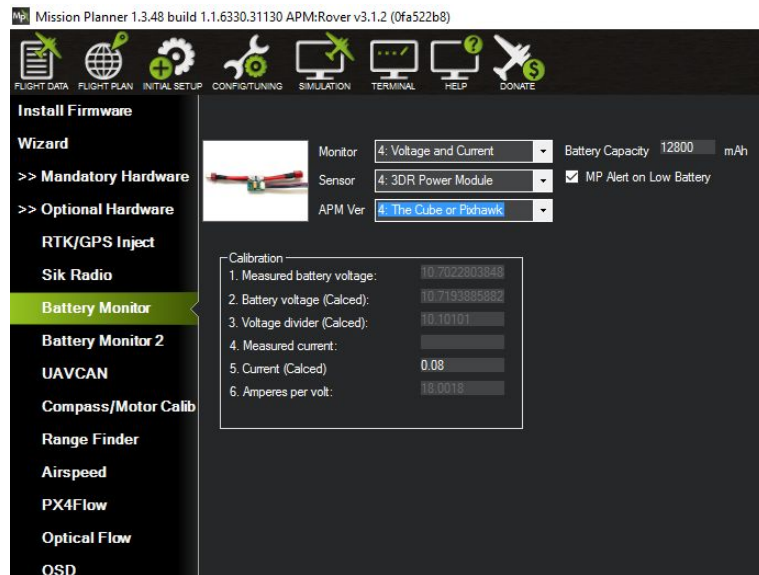 Mission Planner 1.3.48 build 1.1.6330.31130 APM:Rover v3.1.2 (0fa522b8)
FLIGHT DATA FLIGHT PLAN INITIAL SETUP CONFIG/TUNING SIMULATION TERMINAL HELP DONATE
Install Firmware
Wizard
>> Mandatory Hardware
>> Optional Hardware
RTK/GPS Inject
Sik Radio
Battery Monitor
Battery Monitor 2
UAVCAN
Compass/Motor Calib
Range Finder
Airspeed
PX4Flow
Optical Flow
OSD
Monitor 4: Voltage and Current Battery Capacity 12800 mAh
Sensor 4: 3DR Power Module MP Alert on Low Battery
APM Ver 4: The Cube or Pixhawk
Calibration
1. Measured battery voltage: 10.7022803848
2. Battery voltage (Calced): 10.7193885882
3. Voltage divider (Calced): 10.10101
4. Measured current:
5. Current (Calced) 0.08
6. Amperes per volt: 18.0018